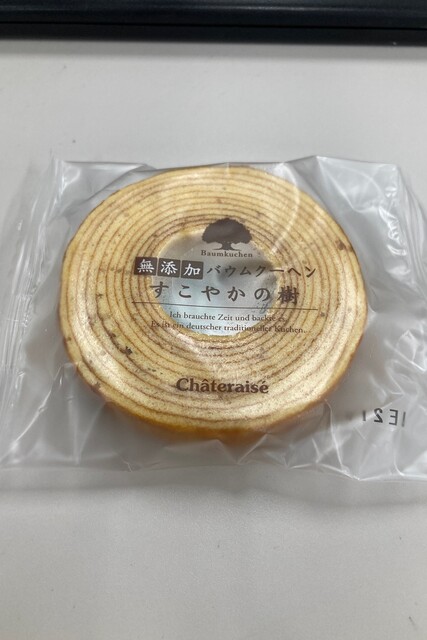 Baumkuchen
無添加バウムクーヘン
すこやかの樹
Ich brauchte Zeit und backte es.
Es ist ein deutscher traditioneller Kuchen.
Châteraisé
1E21